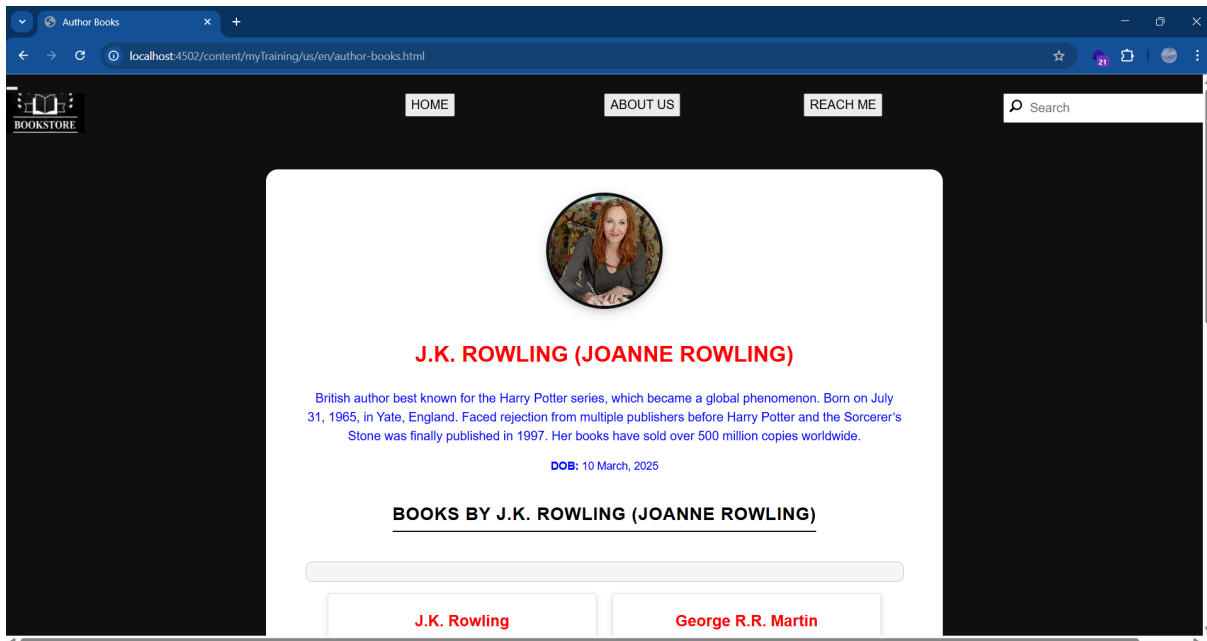 Author Books
localhost:4502/content/myTraining/us/en/author-books.html
21
BOOKSTORE
HOME
ABOUT US
REACH ME
Search
J.K. ROWLING (JOANNE ROWLING)
British author best known for the Harry Potter series, which became a global phenomenon. Born on July
31, 1965, in Yate, England. Faced rejection from multiple publishers before Harry Potter and the Sorcerer's
Stone was finally published in 1997. Her books have sold over 500 million copies worldwide.
DOB: 10 March, 2025
BOOKS BY J.K. ROWLING (JOANNE ROWLING)
J.K. Rowling
George R.R. Martin